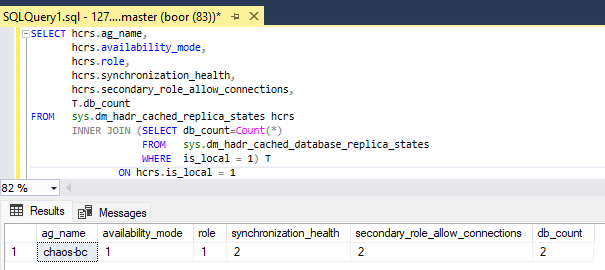 SQLQuery1.sql - 127....master (boor (83))*
SELECT hcrs.ag_name,
hcrs.availability_mode,
hcrs.role,
hcrs.synchronization_health,
hcrs.secondary_role_allow_connections,
T.db_count
FROM sys.dm_hadr_cached_replica_states hcrs
INNER JOIN (SELECT db_count=Count(*)
FROM sys.dm_hadr_cached_database_replica_states
WHERE is_local = 1) T
ON hcrs.is_local = 1
82 %
Results Messages
ag_name availability_mode role synchronization_health secondary_role_allow_connections db_count
1 chaos-bc 1 1 2 2 2